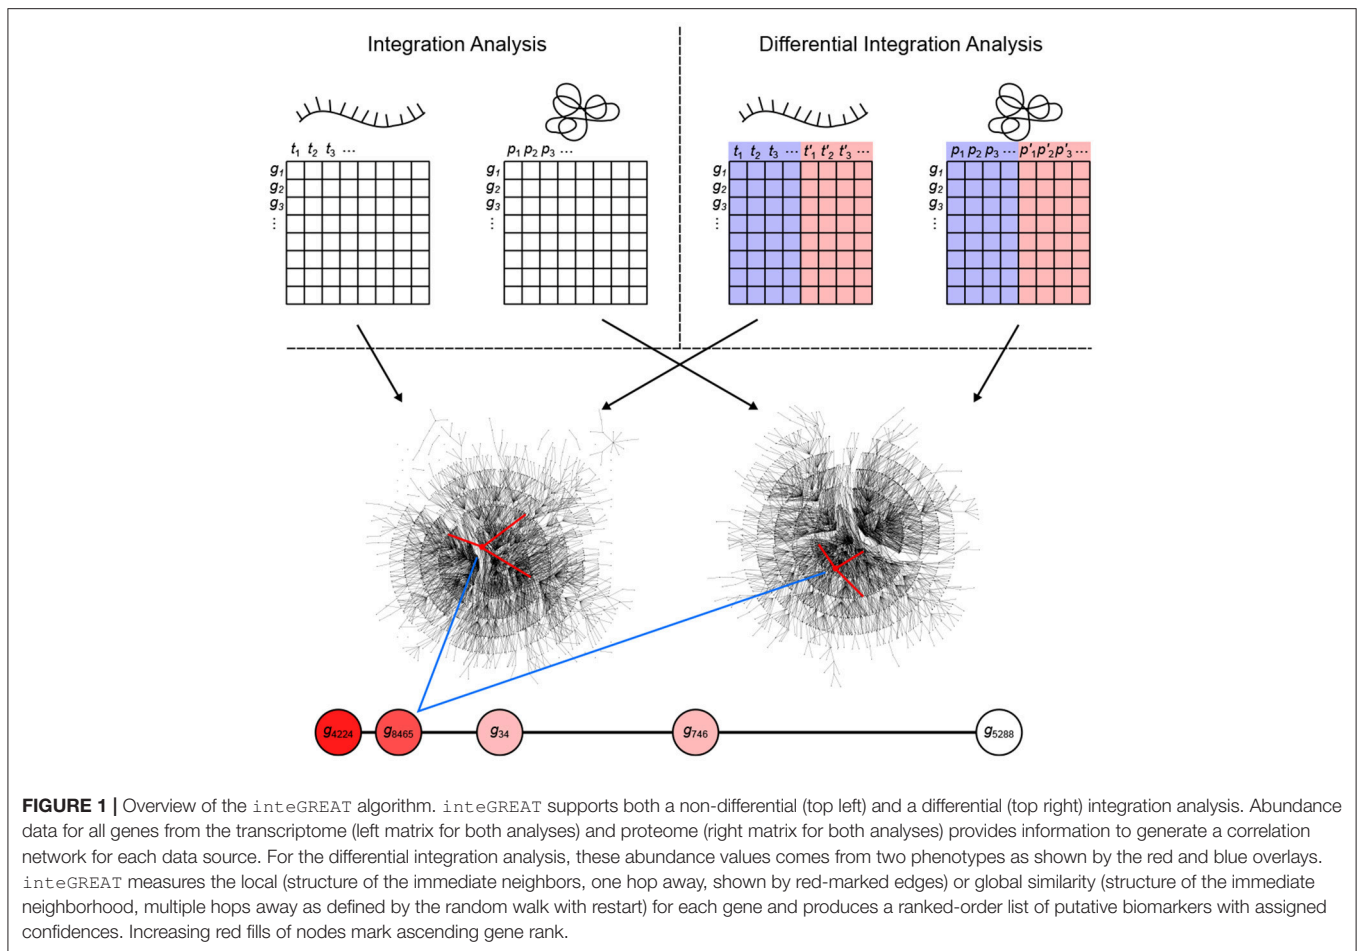 Integration Analysis
Differential Integration Analysis
t1 t2 t3 ...
p1 p2 p3 ...
t1 t2 t3 ... t'1 t'2 t'3 ...
p1 p2 p3 ... p'1 p'2 p'3 ...
g1
g2
g3
⋮
g1
g2
g3
⋮
g1
g2
g3
⋮
g1
g2
g3
⋮
g4224
g8465
g34
g746
g5288
FIGURE 1 | Overview of the inteGREAT algorithm. inteGREAT supports both a non-differential (top left) and a differential (top right) integration analysis. Abundance
data for all genes from the transcriptome (left matrix for both analyses) and proteome (right matrix for both analyses) provides information to generate a correlation
network for each data source. For the differential integration analysis, these abundance values comes from two phenotypes as shown by the red and blue overlays.
inteGREAT measures the local (structure of the immediate neighbors, one hop away, shown by red-marked edges) or global similarity (structure of the immediate
neighborhood, multiple hops away as defined by the random walk with restart) for each gene and produces a ranked-order list of putative biomarkers with assigned
confidences. Increasing red fills of nodes mark ascending gene rank.